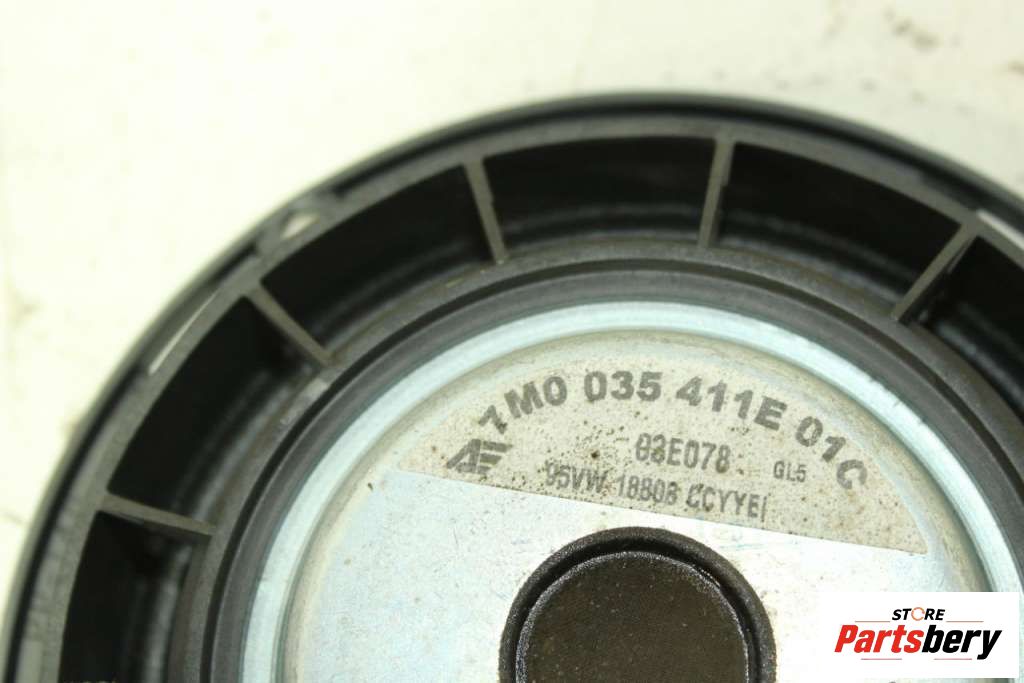 7M0 035 411E 01C
03E078 GL5
95VW 18808 CCYYEI
STORE
Partsbery